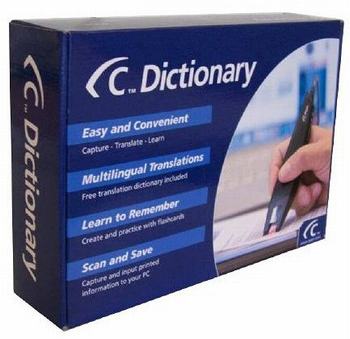 C™ Dictionary
Easy and Convenient
Capture - Translate - Learn
Multilingual Translations
Free translation dictionary included
Learn to Remember
Create and practice with flashcards
Scan and Save
Capture and input printed
information to your PC
C
C Dictionary